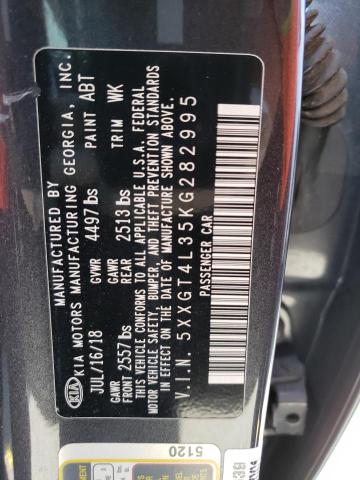 MANUFACTURED BY
KIA KIA MOTORS MANUFACTURING GEORGIA, INC.
JUL/16/18 GVWR 4497lbs PAINT ABT
GAWR FRONT 2557lbs GAWR REAR 2513lbs TRIM WK
THIS VEHICLE CONFORMS TO ALL APPLICABLE U.S.A. FEDERAL
MOTOR VEHICLE SAFETY, BUMPER, AND THEFT PREVENTION STANDARDS
IN EFFECT ON THE DATE OF MANUFACTURE SHOWN ABOVE.
V.I.N. 5XXGT4L35KG282995
PASSENGER CAR
5120